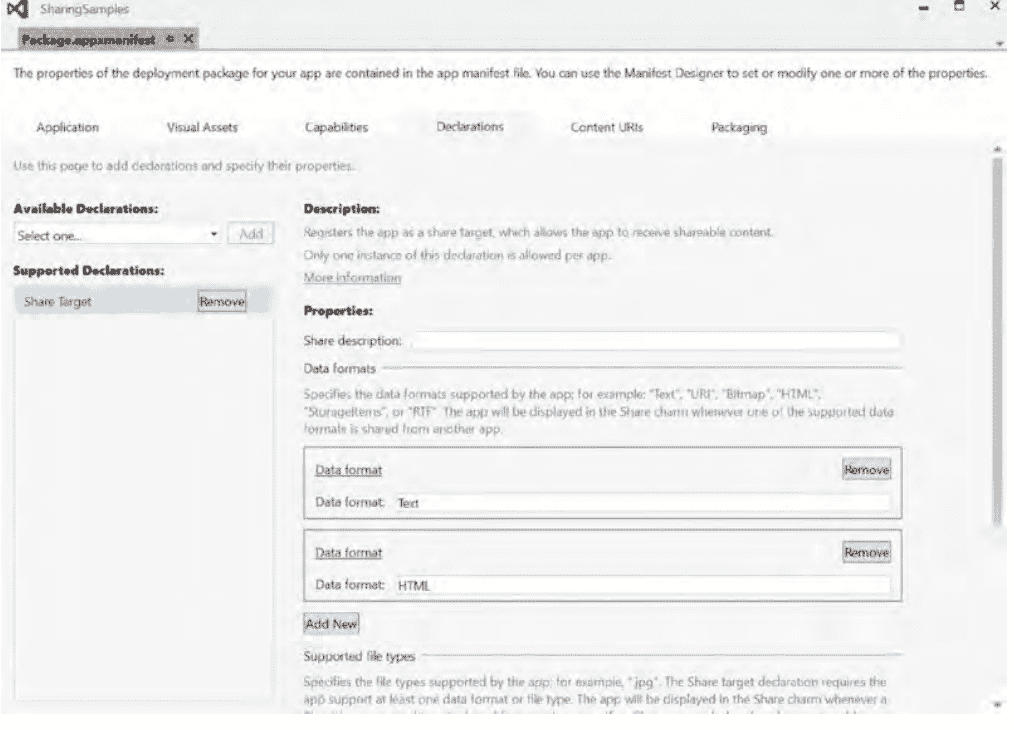 SharingSamples
Package.appxmanifest
The properties of the deployment package for your app are contained in the app manifest file. You can use the Manifest Designer to set or modify one or more of the properties.
Application Visual Assets Capabilities Declarations Content URIs Packaging
Use this page to add declarations and specify their properties.
Available Declarations:
Select one... Add
Supported Declarations:
Share Target Remove
Description:
Registers the app as a share target, which allows the app to receive shareable content.
Only one instance of this declaration is allowed per app.
More information
Properties:
Share description:
Data formats
Specifies the data formats supported by the app; for example: "Text", "URI", "Bitmap", "HTML",
"StorageItems", or "RTF". The app will be displayed in the Share charm whenever one of the supported data
formats is shared from another app.
Data format Remove
Data format: Text
Data format Remove
Data format: HTML
Add New
Supported file types
Specifies the file types supported by the app; for example, ".jpg". The Share target declaration requires the
app support at least one data format or file type. The app will be displayed in the Share charm whenever a